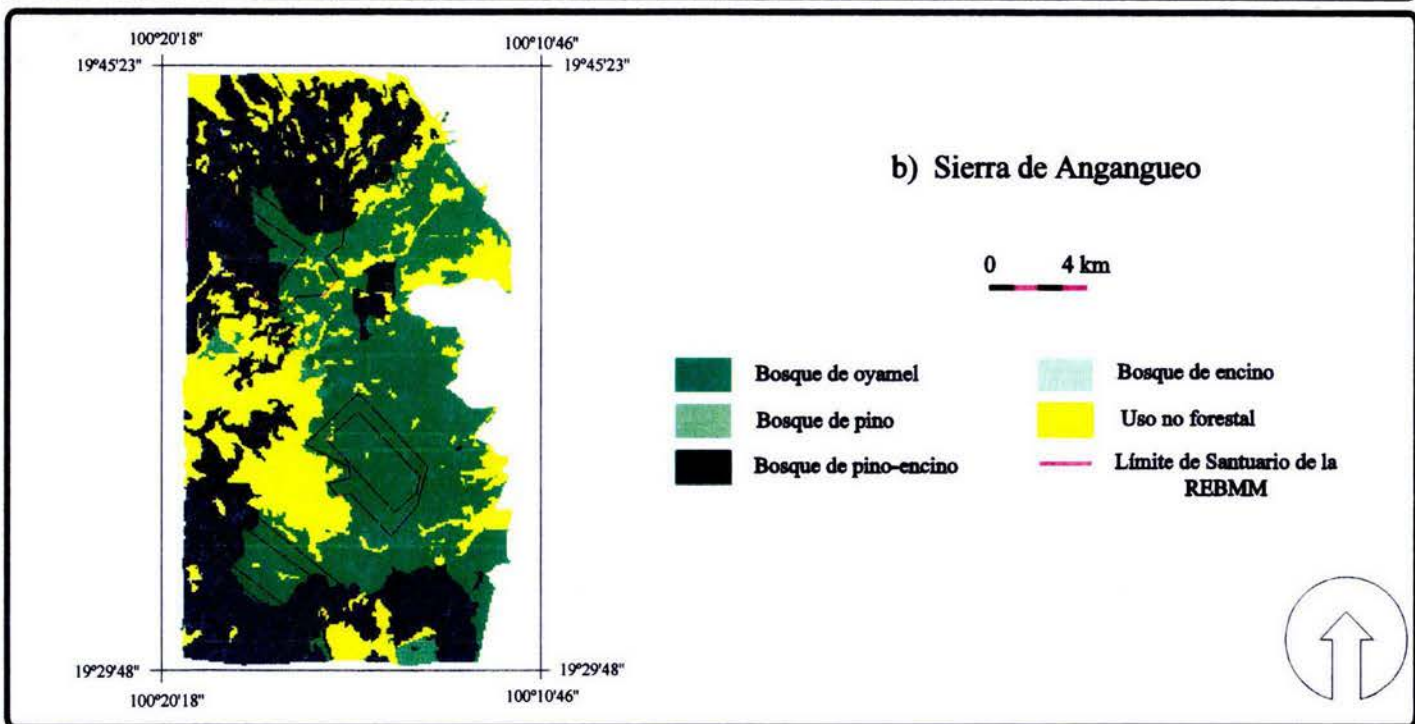 100°20'18" 100°10'46"
19°45'23" 19°45'23"
b) Sierra de Angangueo
0 4 km
Bosque de oyamel
Bosque de encino
Bosque de pino
Uso no forestal
Bosque de pino-encino
Límite de Santuario de la
REBMM
19°29'48" 19°29'48"
100°20'18" 100°10'46"